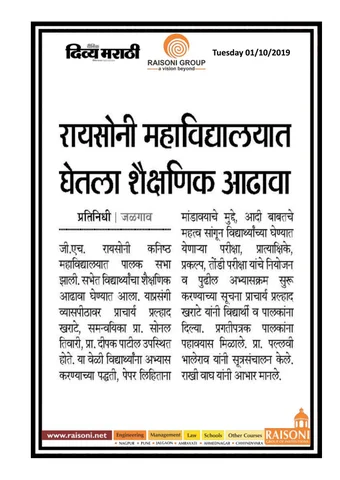 दैनिक
दिव्य मराठी
RAISONI GROUP
a vision beyond
Tuesday 01/10/2019
रायसोनी महाविद्यालयात
घेतला शैक्षणिक आढावा
प्रतिनिधी | जळगाव
जी.एच. रायसोनी कनिष्ठ
महाविद्यालयात पालक सभा
झाली. सभेत विद्यार्थ्यांचा शैक्षणिक
आढावा घेण्यात आला. याप्रसंगी
व्यासपीठावर प्राचार्य प्रल्हाद
खराटे, समन्वयिका प्रा. सोनल
तिवारी, प्रा. दीपक पाटील उपस्थित
होते. या वेळी विद्यार्थ्यांना अभ्यास
करण्याच्या पद्धती, पेपर लिहिताना
मांडावयाचे मुद्दे, आदी बाबतचे
महत्व सांगून विद्यार्थ्यांच्या घेण्यात
येणाऱ्या परीक्षा, प्रात्यक्षिके,
प्रकल्प, तोंडी परीक्षा यांचे नियोजन
व पुढील अभ्यासक्रम सुरू
करण्याच्या सूचना प्राचार्य प्रल्हाद
खराटे यांनी विद्यार्थी व पालकांना
दिल्या. प्रगतीपत्रक पालकांना
पहावयास मिळाले. प्रा. पल्लवी
भालेराव यांनी सूत्रसंचालन केले.
राखी वाघ यांनी आभार मानले.
www.raisoni.net
Engineering Management Law Schools Other Courses
NAGPUR PUNE JALGAON AMRAVATI AHMEDNAGAR CHHINDWARA
RAISONI